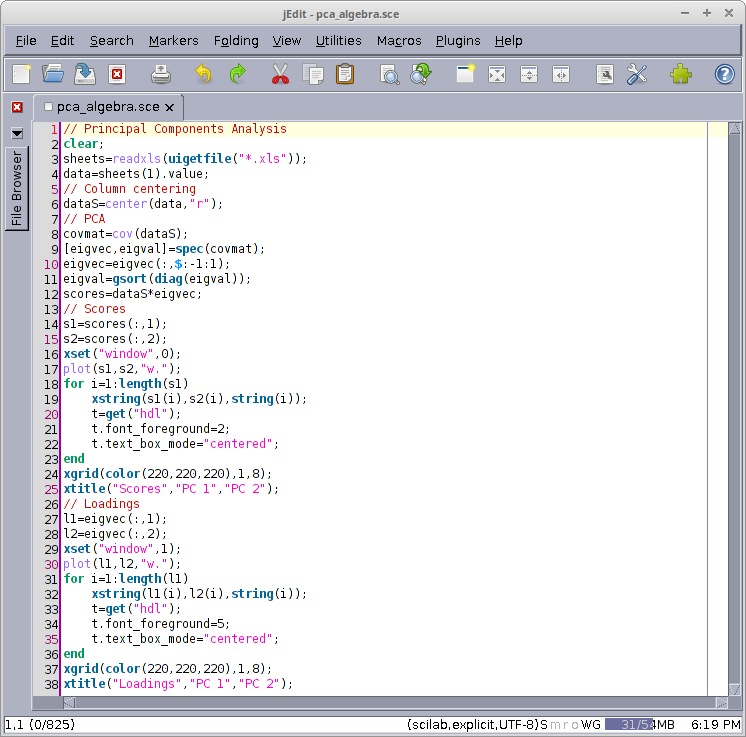 jEdit - pca_algebra.sce
File Edit Search Markers Folding View Utilities Macros Plugins Help
pca_algebra.sce
File Browser
1 // Principal Components Analysis
2 clear;
3 sheets=readxls(uigetfile("*.xls"));
4 data=sheets(1).value;
5 // Column centering
6 dataS=center(data,"r");
7 // PCA
8 covmat=cov(dataS);
9 [eigvec,eigval]=spec(covmat);
10 eigvec=eigvec(:,$:-1:1);
11 eigval=gsort(diag(eigval));
12 scores=dataS*eigvec;
13 // Scores
14 s1=scores(:,1);
15 s2=scores(:,2);
16 xset("window",0);
17 plot(s1,s2,"w.");
18 for i=1:length(s1)
19     xstring(s1(i),s2(i),string(i));
20     t=get("hdl");
21     t.font_foreground=2;
22     t.text_box_mode="centered";
23 end
24 xgrid(color(220,220,220),1,8);
25 xtitle("Scores","PC 1","PC 2");
26 // Loadings
27 l1=eigvec(:,1);
28 l2=eigvec(:,2);
29 xset("window",1);
30 plot(l1,l2,"w.");
31 for i=1:length(l1)
32     xstring(l1(i),l2(i),string(i));
33     t=get("hdl");
34     t.font_foreground=5;
35     t.text_box_mode="centered";
36 end
37 xgrid(color(220,220,220),1,8);
38 xtitle("Loadings","PC 1","PC 2");
1,1 (0/825) (scilab,explicit,UTF-8)S m r o WG 31/54MB 6:19 PM